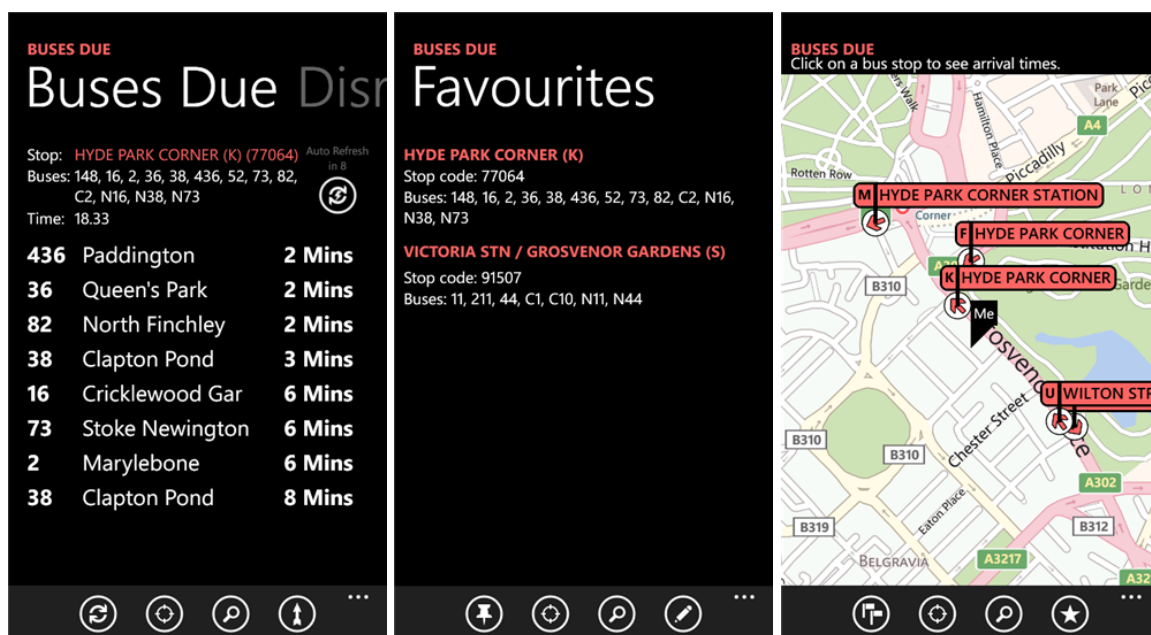 BUSES DUE
Buses Due Disr
Stop: HYDE PARK CORNER (K) (77064)
Auto Refresh
in 8
Buses: 148, 16, 2, 36, 38, 436, 52, 73, 82,
C2, N16, N38, N73
Time: 18.33
436 Paddington 2 Mins
36 Queen's Park 2 Mins
82 North Finchley 2 Mins
38 Clapton Pond 3 Mins
16 Cricklewood Gar 6 Mins
73 Stoke Newington 6 Mins
2 Marylebone 6 Mins
38 Clapton Pond 8 Mins
BUSES DUE
Favourites
HYDE PARK CORNER (K)
Stop code: 77064
Buses: 148, 16, 2, 36, 38, 436, 52, 73, 82, C2, N16,
N38, N73
VICTORIA STN / GROSVENOR GARDENS (S)
Stop code: 91507
Buses: 11, 211, 44, C1, C10, N11, N44
BUSES DUE
Click on a bus stop to see arrival times.
Walk
Park
Lane
Picc
A4
Hamilton Place
Piccadilly
Rotten Row
M HYDE PARK CORNER STATION
LON
Corner
F HYDE PARK CORNER
K HYDE PARK CORNER
B310
Garde
Me
U WILTON STR
Chester Street
B310
B310
A302
Eaton Place
B319
B312
BELGRAVIA
A3217
A32